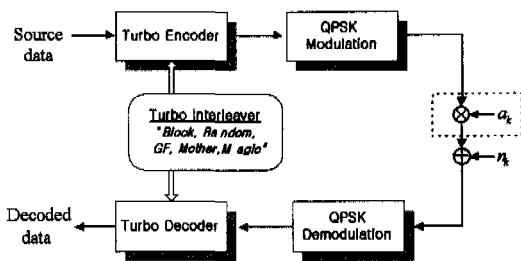 Source
data
Turbo Encoder
QPSK
Modulation
Turbo Interleaver
"Block, Random,
GF, Mother, Magic"
a_k
n_k
Decoded
data
Turbo Decoder
QPSK
Demodulation